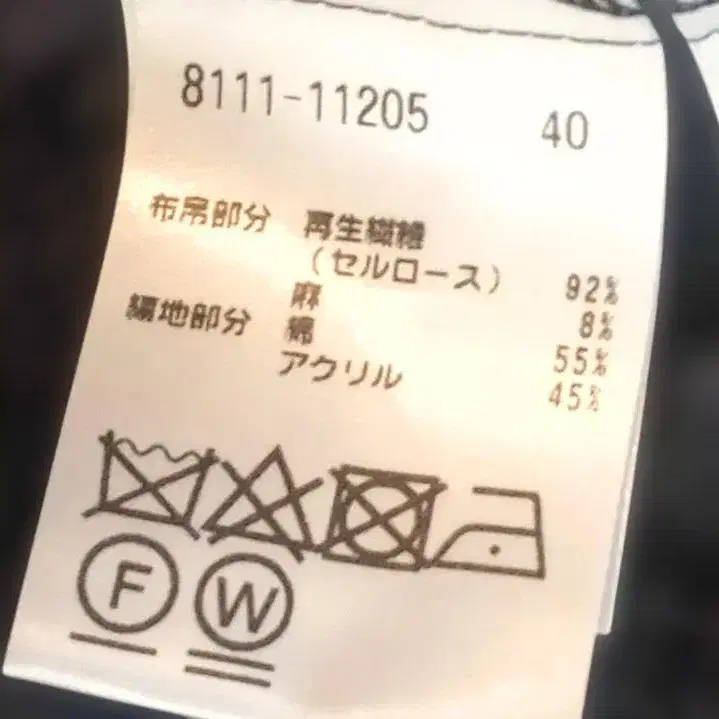 8111-11205 40
布帛部分 再生繊維
(セルロース) 92%
麻 8%
編地部分 綿 55%
アクリル 45%
F W